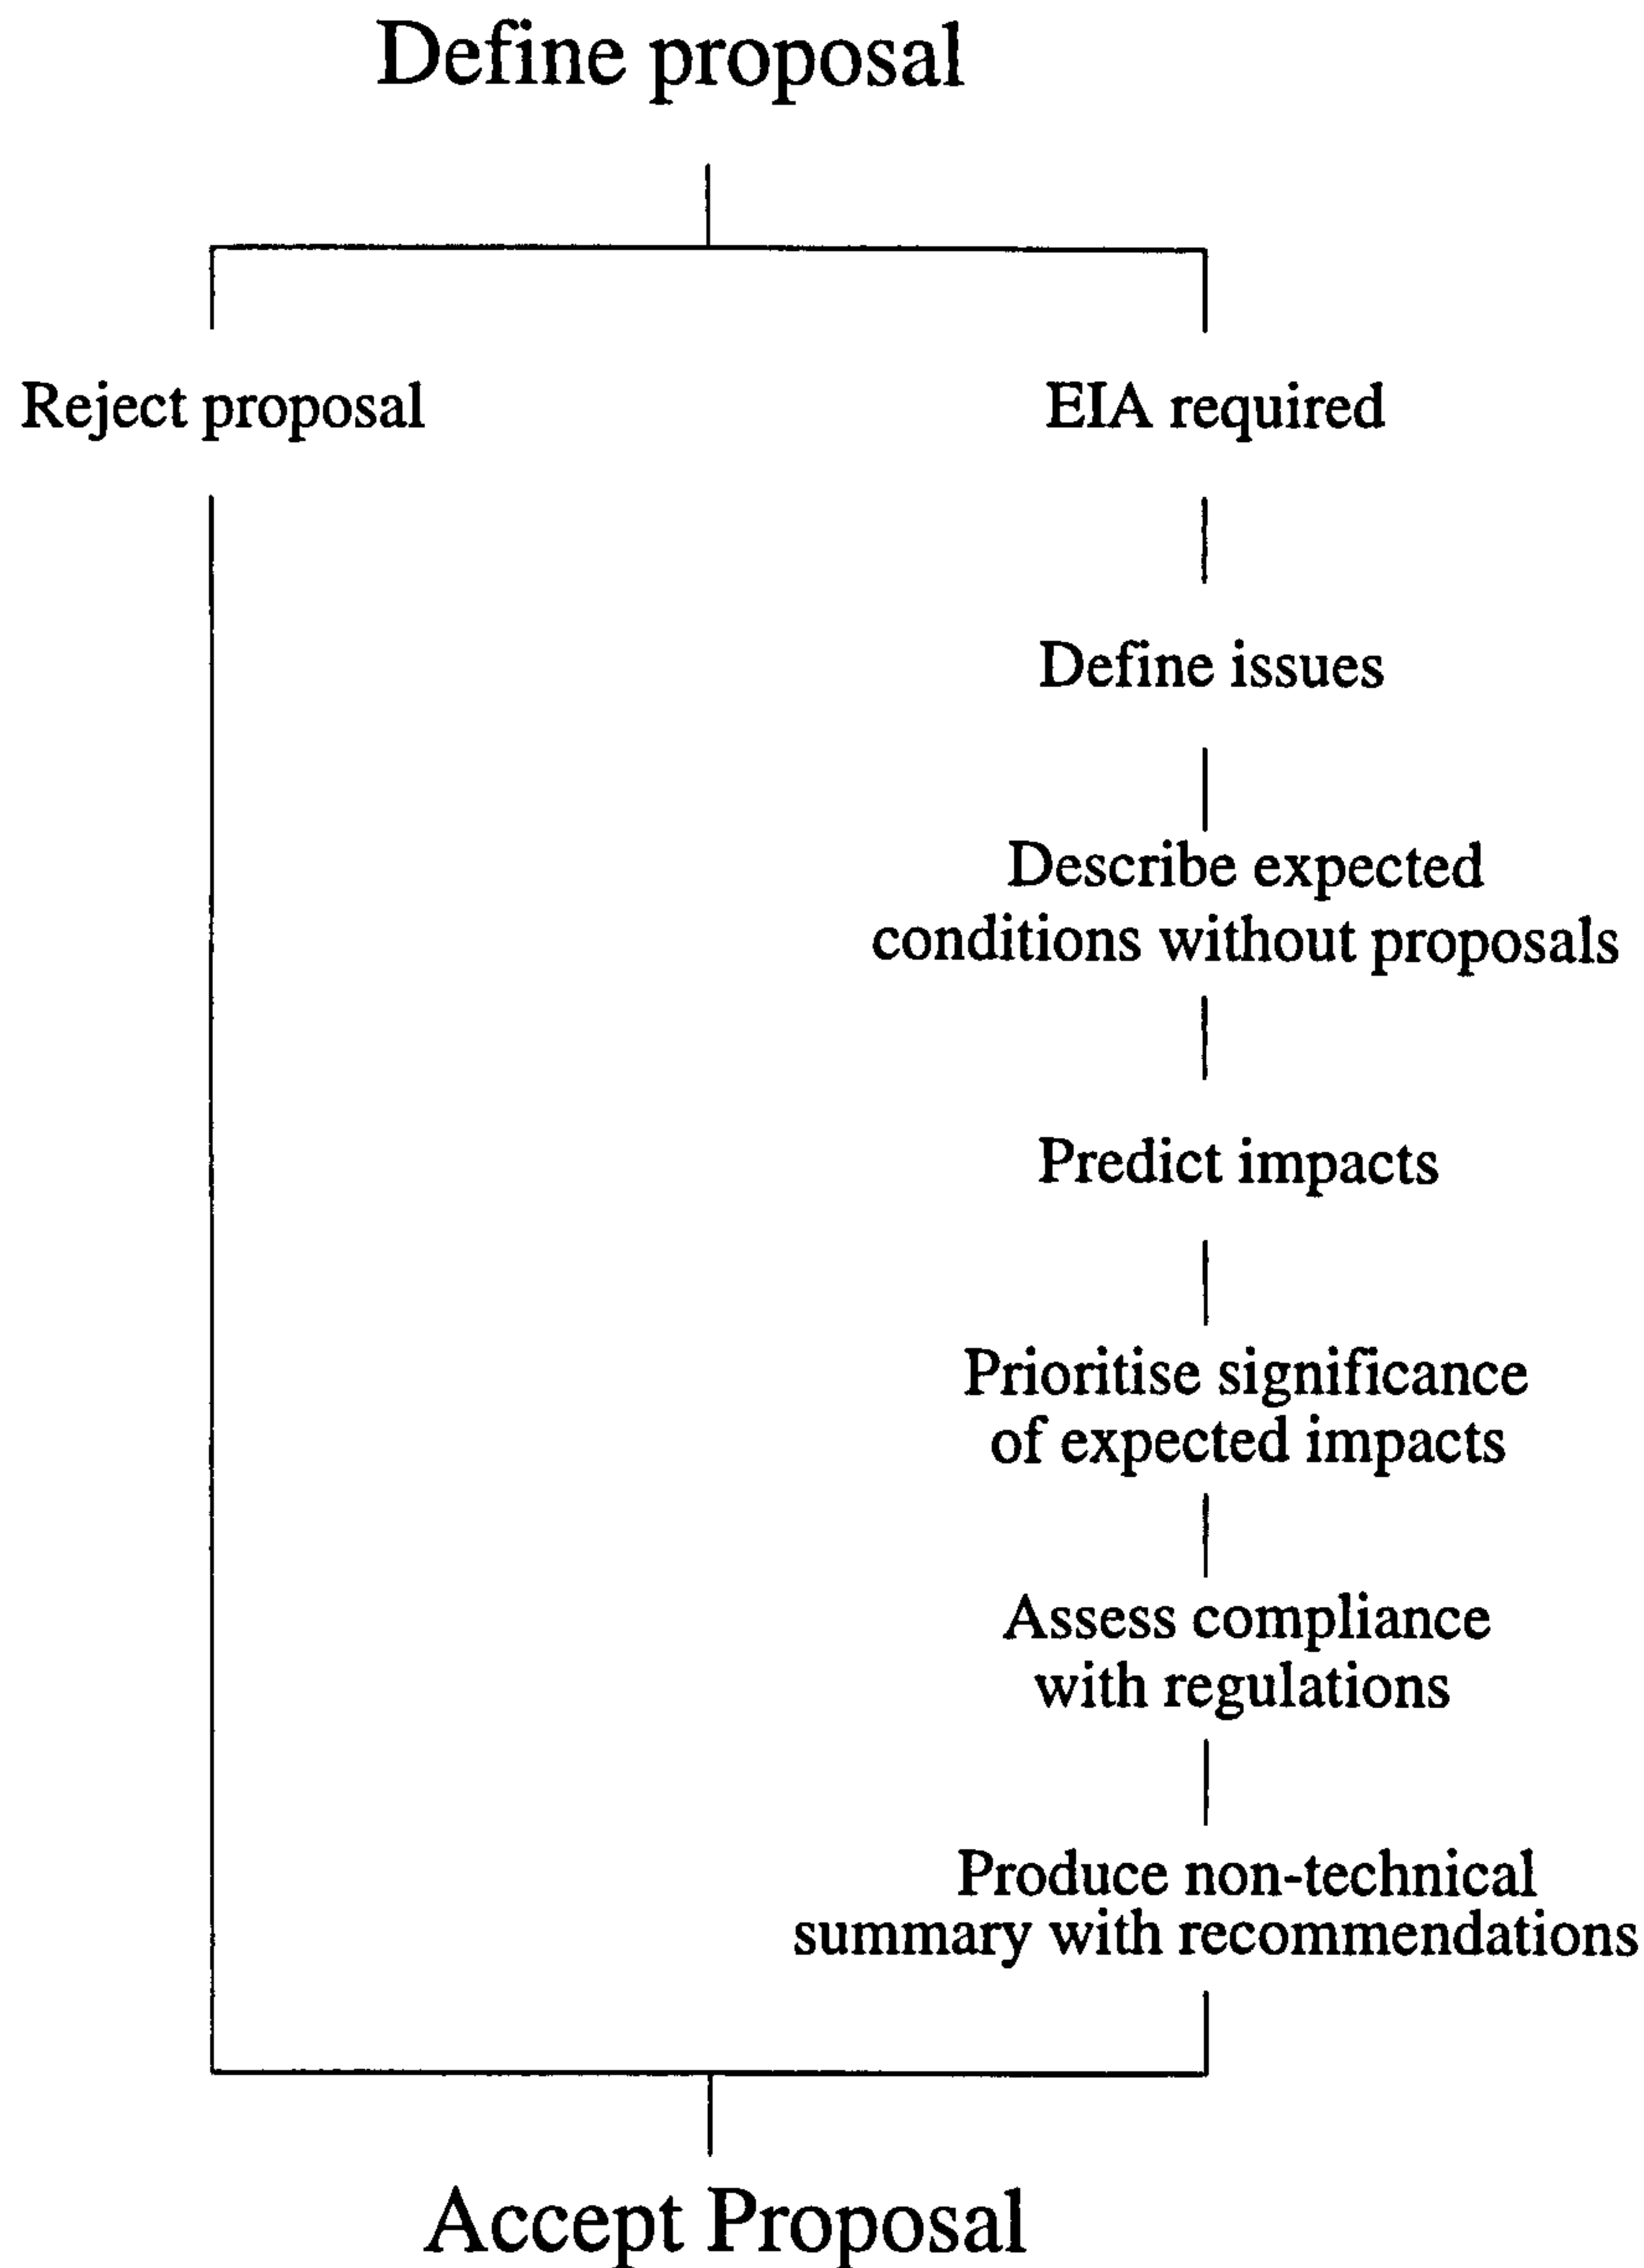 Define proposal
Reject proposal
EIA required
Define issues
Describe expected
conditions without proposals
Predict impacts
Prioritise significance
of expected impacts
Assess compliance
with regulations
Produce non-technical
summary with recommendations
Accept Proposal